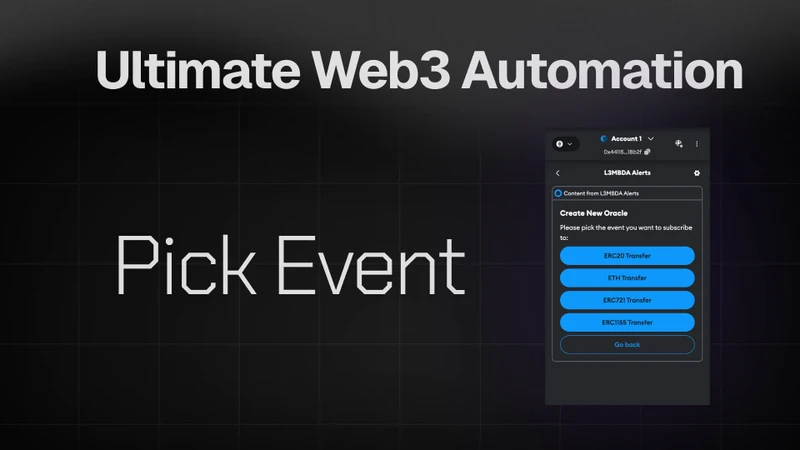 Ultimate Web3 Automation
Pick Event
Account 1
L3MBDA Alerts
Content from L3MBDA Alerts
Create New Oracle
Please pick the event you want to subscribe
to:
ERC20 Transfer
ETH Transfer
ERC721 Transfer
ERC1155 Transfer
Go back